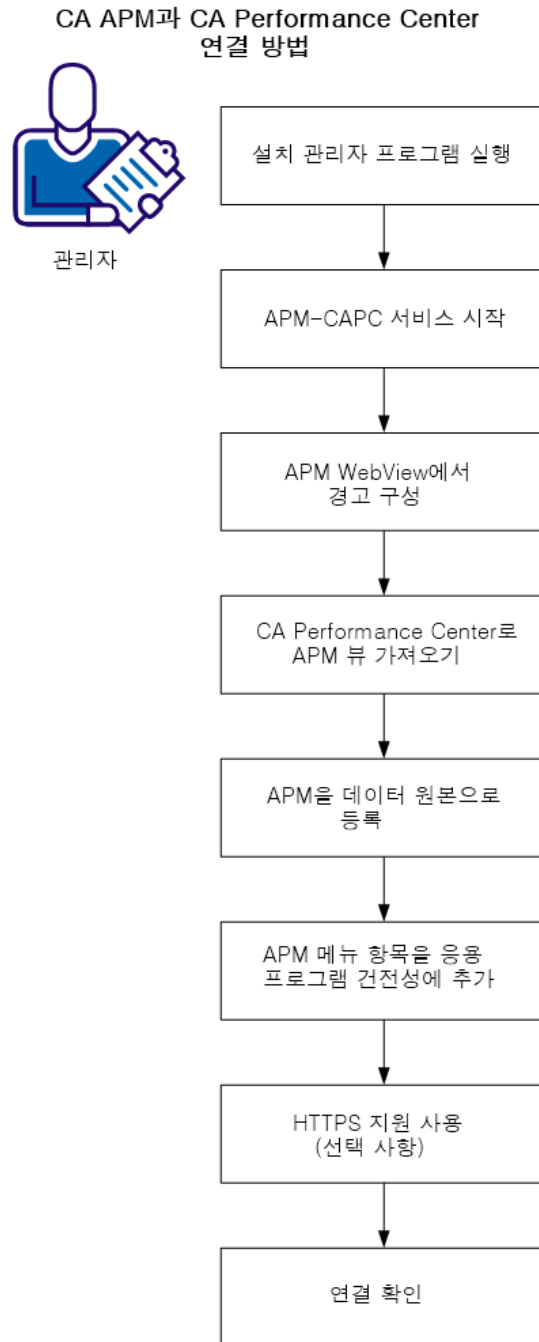 CA APM과 CA Performance Center
연결 방법
관리자
설치 관리자 프로그램 실행
APM-CAPC 서비스 시작
APM WebView에서
경고 구성
CA Performance Center로
APM 뷰 가져오기
APM을 데이터 원본으로
등록
APM 메뉴 항목을 응용
프로그램 건전성에 추가
HTTPS 지원 사용
(선택 사항)
연결 확인